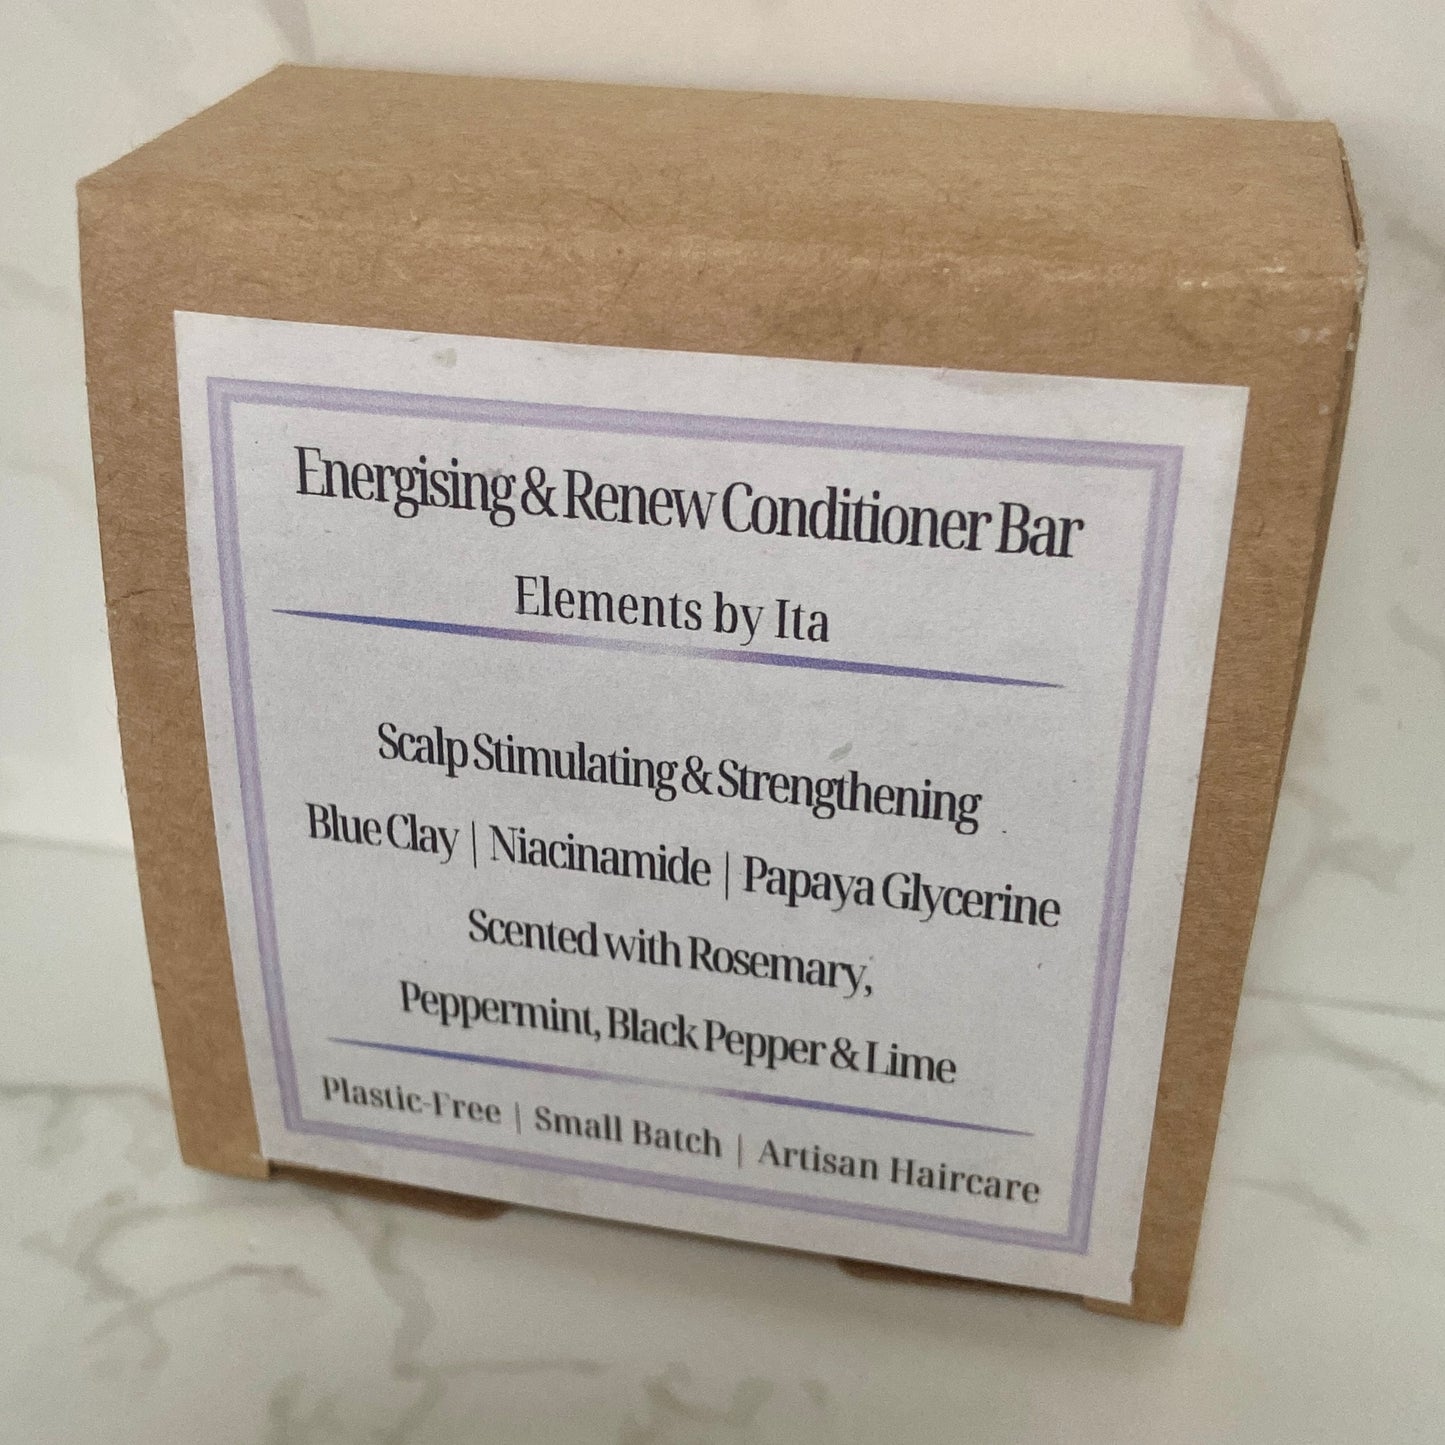 Energising & Renew Conditioner Bar
Elements by Ita
Scalp Stimulating & Strengthening
Blue Clay | Niacinamide | Papaya Glycerine
Scented with Rosemary,
Peppermint, Black Pepper & Lime
Plastic-Free | Small Batch | Artisan Haircare